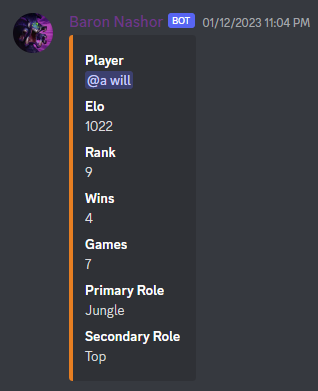 Baron Nashor BOT 01/12/2023 11:04 PM
Player
@a will
Elo
1022
Rank
9
Wins
4
Games
7
Primary Role
Jungle
Secondary Role
Top